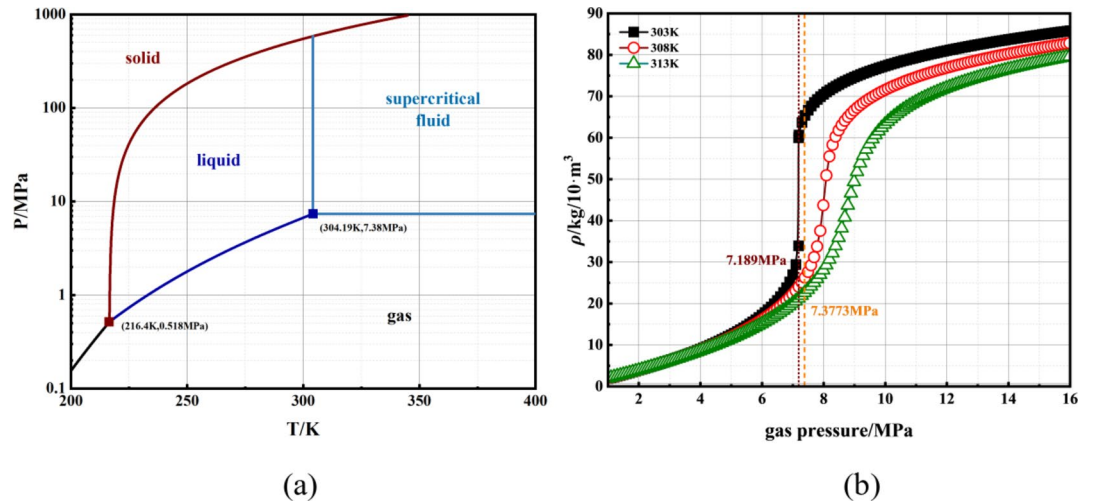 1000
100
10
1
0.1
P/MPa
solid
liquid
supercritical
fluid
gas
(304.19K,7.38MPa)
(216.4K,0.518MPa)
200
250
300
350
400
T/K
(a)
90
80
70
60
50
40
30
20
10
0
ρ/kg/10·m³
303K
308K
313K
7.189MPa
7.3773MPa
2
4
6
8
10
12
14
16
gas pressure/MPa
(b)